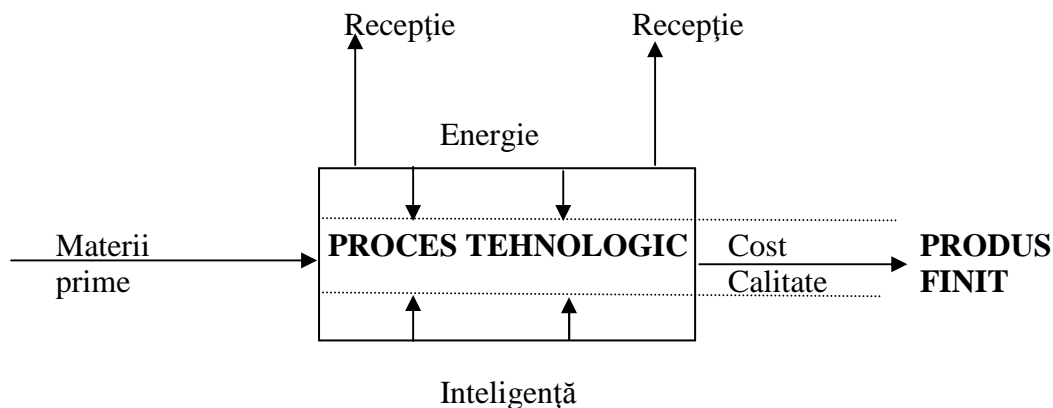 Recepţie Recepţie
Energie
Materii prime
PROCES TEHNOLOGIC
Cost
Calitate
PRODUS
FINIT
Inteligenţă